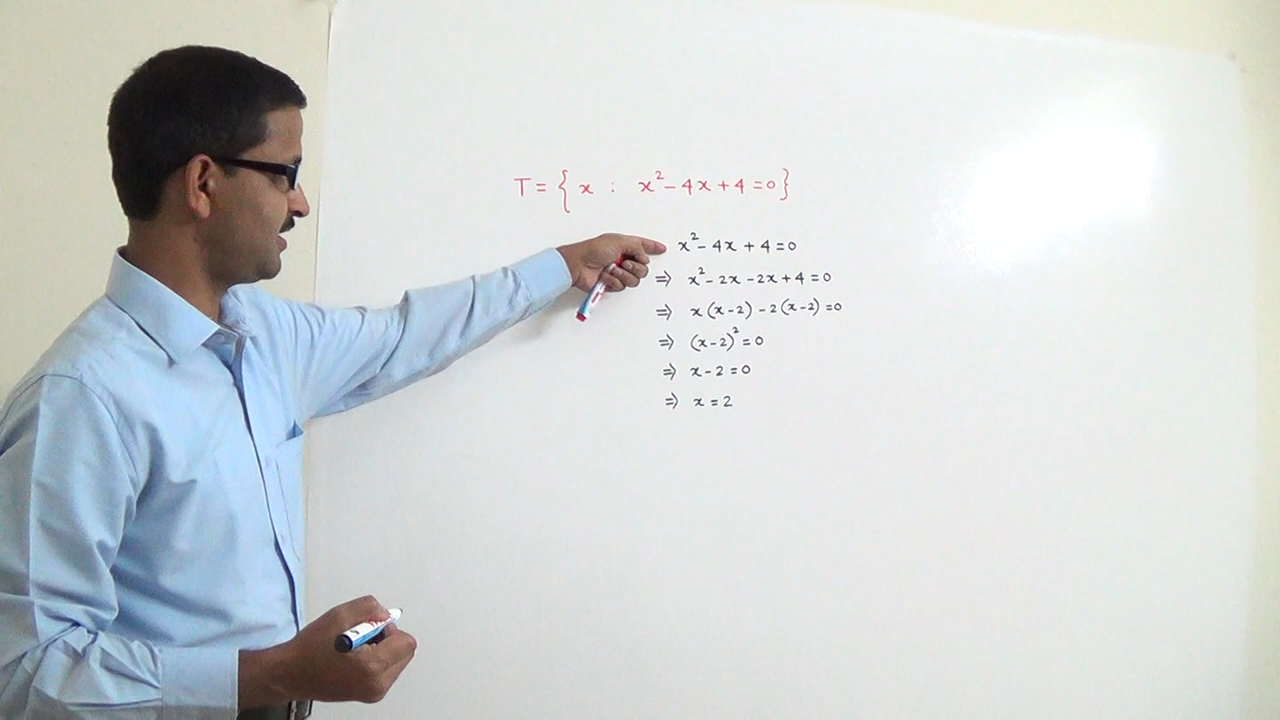 T = { x : x² - 4x + 4 = 0 }
x² - 4x + 4 = 0
⇒ x² - 2x - 2x + 4 = 0
⇒ x (x - 2) - 2 (x - 2) = 0
⇒ (x - 2)² = 0
⇒ x - 2 = 0
⇒ x = 2